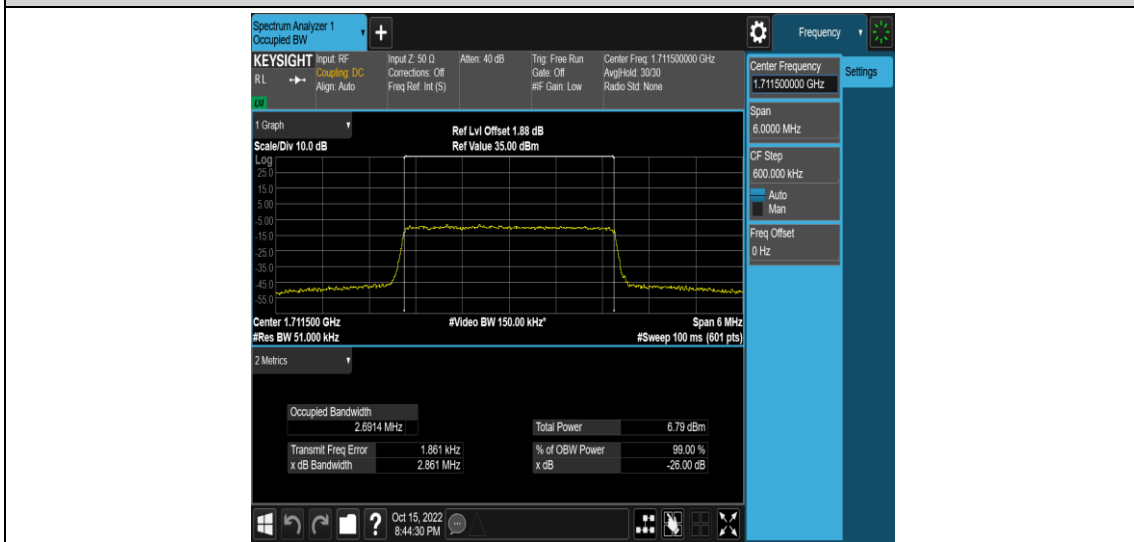 Spectrum Analyzer 1
Occupied BW
+
Frequency
KEYSIGHT
RL
Input: RF
Coupling: DC
Align: Auto
Input Z: 50 Ω
Corrections: Off
Freq Ref: Int (S)
Atten: 40 dB
Trig: Free Run
Gate: Off
#IF Gain: Low
Center Freq: 1.711500000 GHz
Avg|Hold: 30/30
Radio Std: None
Center Frequency
1.711500000 GHz
Settings
Span
6.0000 MHz
CF Step
600.000 kHz
Auto
Man
Freq Offset
0 Hz
1 Graph
Ref Lvl Offset 1.88 dB
Scale/Div 10.0 dB
Ref Value 35.00 dBm
Log
25.0
15.0
5.00
-5.00
-15.0
-25.0
-35.0
-45.0
-55.0
Center 1.711500 GHz
#Video BW 150.00 kHz*
Span 6 MHz
#Res BW 51.000 kHz
#Sweep 100 ms (601 pts)
2 Metrics
Occupied Bandwidth
2.6914 MHz
Total Power 6.79 dBm
Transmit Freq Error 1.861 kHz
% of OBW Power 99.00 %
x dB Bandwidth 2.861 MHz
x dB -26.00 dB
?
Oct 15, 2022
8:44:30 PM